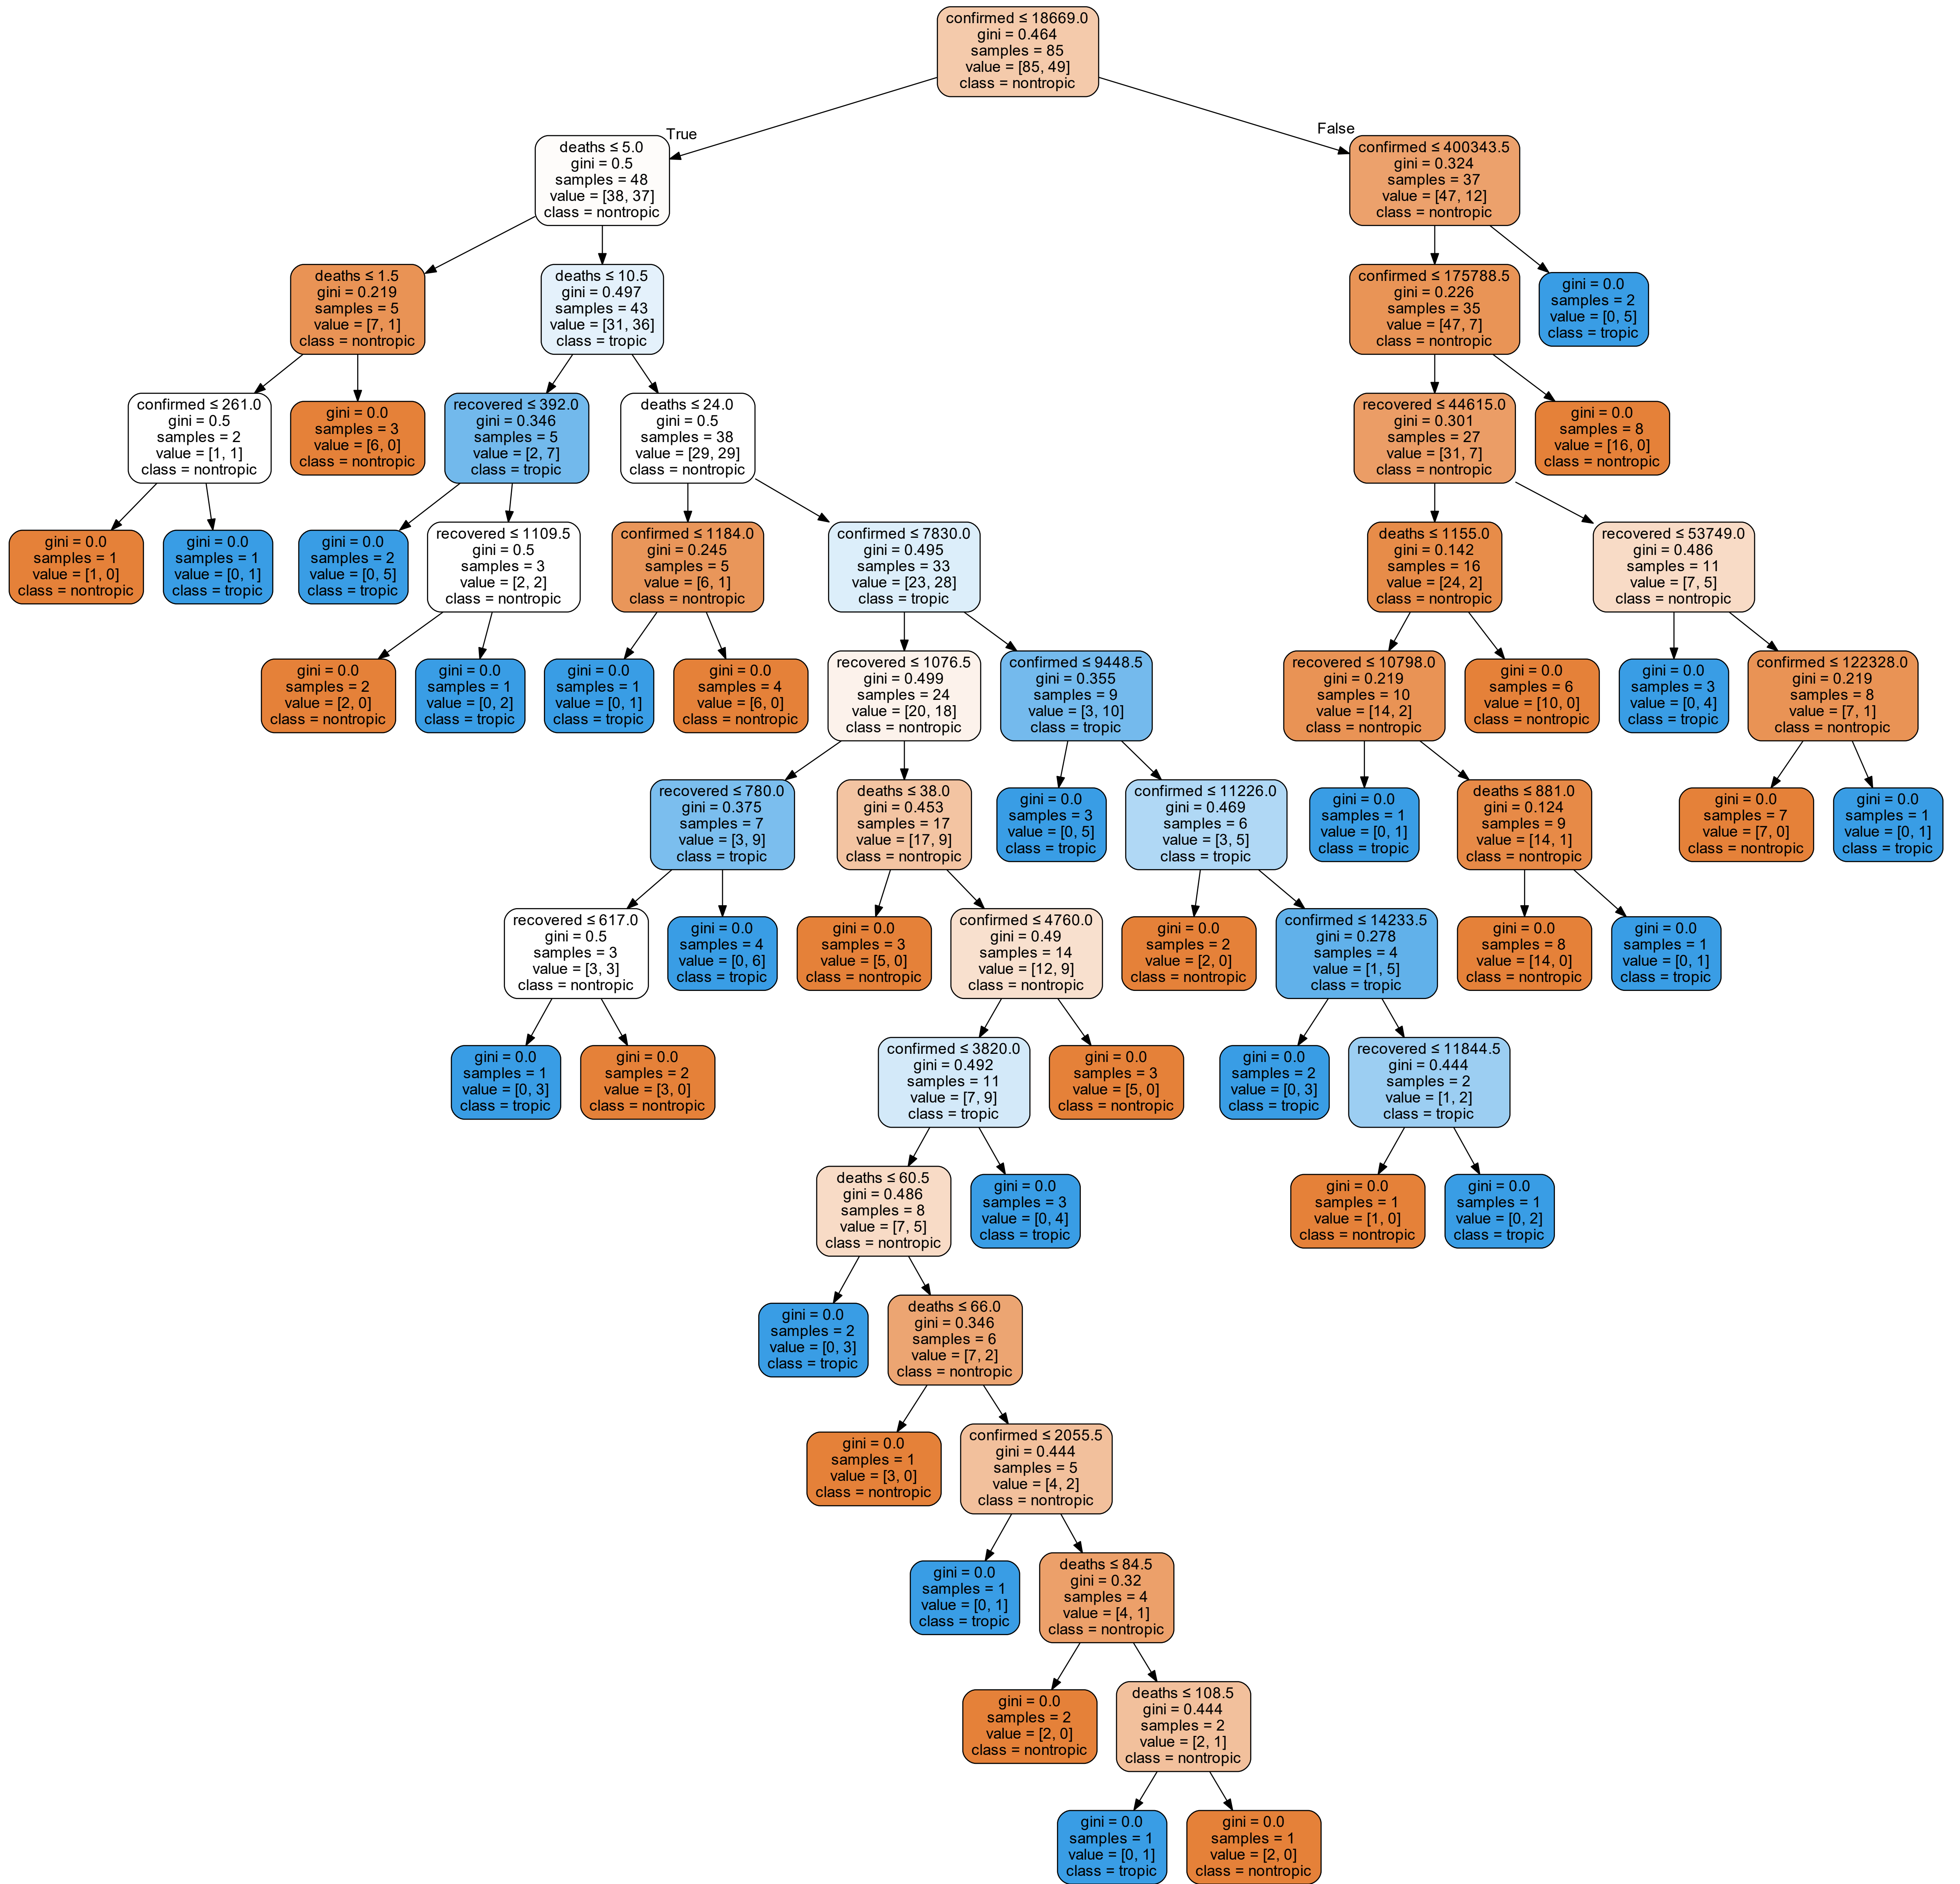 confirmed ≤ 18669.0
gini = 0.464
samples = 85
value = [85, 49]
class = nontropic
True
False
deaths ≤ 5.0
gini = 0.5
samples = 48
value = [38, 37]
class = nontropic
confirmed ≤ 400343.5
gini = 0.324
samples = 37
value = [47, 12]
class = nontropic
deaths ≤ 1.5
gini = 0.219
samples = 5
value = [7, 1]
class = nontropic
deaths ≤ 10.5
gini = 0.497
samples = 43
value = [31, 36]
class = tropic
confirmed ≤ 175788.5
gini = 0.226
samples = 35
value = [47, 7]
class = nontropic
gini = 0.0
samples = 2
value = [0, 5]
class = tropic
confirmed ≤ 261.0
gini = 0.5
samples = 2
value = [1, 1]
class = nontropic
gini = 0.0
samples = 3
value = [6, 0]
class = nontropic
recovered ≤ 392.0
gini = 0.346
samples = 5
value = [2, 7]
class = tropic
deaths ≤ 24.0
gini = 0.5
samples = 38
value = [29, 29]
class = nontropic
recovered ≤ 44615.0
gini = 0.301
samples = 27
value = [31, 7]
class = nontropic
gini = 0.0
samples = 8
value = [16, 0]
class = nontropic
gini = 0.0
samples = 1
value = [1, 0]
class = nontropic
gini = 0.0
samples = 1
value = [0, 1]
class = tropic
gini = 0.0
samples = 2
value = [0, 5]
class = tropic
recovered ≤ 1109.5
gini = 0.5
samples = 3
value = [2, 2]
class = nontropic
confirmed ≤ 1184.0
gini = 0.245
samples = 5
value = [6, 1]
class = nontropic
confirmed ≤ 7830.0
gini = 0.495
samples = 33
value = [23, 28]
class = tropic
deaths ≤ 1155.0
gini = 0.142
samples = 16
value = [24, 2]
class = nontropic
recovered ≤ 53749.0
gini = 0.486
samples = 11
value = [7, 5]
class = nontropic
gini = 0.0
samples = 2
value = [2, 0]
class = nontropic
gini = 0.0
samples = 1
value = [0, 2]
class = tropic
gini = 0.0
samples = 1
value = [0, 1]
class = tropic
gini = 0.0
samples = 4
value = [6, 0]
class = nontropic
recovered ≤ 1076.5
gini = 0.499
samples = 24
value = [20, 18]
class = nontropic
confirmed ≤ 9448.5
gini = 0.355
samples = 9
value = [3, 10]
class = tropic
recovered ≤ 10798.0
gini = 0.219
samples = 10
value = [14, 2]
class = nontropic
gini = 0.0
samples = 6
value = [10, 0]
class = nontropic
gini = 0.0
samples = 3
value = [0, 4]
class = tropic
confirmed ≤ 122328.0
gini = 0.219
samples = 8
value = [7, 1]
class = nontropic
recovered ≤ 780.0
gini = 0.375
samples = 7
value = [3, 9]
class = tropic
deaths ≤ 38.0
gini = 0.453
samples = 17
value = [17, 9]
class = nontropic
gini = 0.0
samples = 3
value = [0, 5]
class = tropic
confirmed ≤ 11226.0
gini = 0.469
samples = 6
value = [3, 5]
class = tropic
gini = 0.0
samples = 1
value = [0, 1]
class = tropic
deaths ≤ 881.0
gini = 0.124
samples = 9
value = [14, 1]
class = nontropic
gini = 0.0
samples = 7
value = [7, 0]
class = nontropic
gini = 0.0
samples = 1
value = [0, 1]
class = tropic
recovered ≤ 617.0
gini = 0.5
samples = 3
value = [3, 3]
class = nontropic
gini = 0.0
samples = 4
value = [0, 6]
class = tropic
gini = 0.0
samples = 3
value = [5, 0]
class = nontropic
confirmed ≤ 4760.0
gini = 0.49
samples = 14
value = [12, 9]
class = nontropic
gini = 0.0
samples = 2
value = [2, 0]
class = nontropic
confirmed ≤ 14233.5
gini = 0.278
samples = 4
value = [1, 5]
class = tropic
gini = 0.0
samples = 8
value = [14, 0]
class = nontropic
gini = 0.0
samples = 1
value = [0, 1]
class = tropic
gini = 0.0
samples = 1
value = [0, 3]
class = tropic
gini = 0.0
samples = 2
value = [3, 0]
class = nontropic
confirmed ≤ 3820.0
gini = 0.492
samples = 11
value = [7, 9]
class = tropic
gini = 0.0
samples = 3
value = [5, 0]
class = nontropic
gini = 0.0
samples = 2
value = [0, 3]
class = tropic
recovered ≤ 11844.5
gini = 0.444
samples = 2
value = [1, 2]
class = tropic
deaths ≤ 60.5
gini = 0.486
samples = 8
value = [7, 5]
class = nontropic
gini = 0.0
samples = 3
value = [0, 4]
class = tropic
gini = 0.0
samples = 1
value = [1, 0]
class = nontropic
gini = 0.0
samples = 1
value = [0, 2]
class = tropic
gini = 0.0
samples = 2
value = [0, 3]
class = tropic
deaths ≤ 66.0
gini = 0.346
samples = 6
value = [7, 2]
class = nontropic
gini = 0.0
samples = 1
value = [3, 0]
class = nontropic
confirmed ≤ 2055.5
gini = 0.444
samples = 5
value = [4, 2]
class = nontropic
gini = 0.0
samples = 1
value = [0, 1]
class = tropic
deaths ≤ 84.5
gini = 0.32
samples = 4
value = [4, 1]
class = nontropic
gini = 0.0
samples = 2
value = [2, 0]
class = nontropic
deaths ≤ 108.5
gini = 0.444
samples = 2
value = [2, 1]
class = nontropic
gini = 0.0
samples = 1
value = [0, 1]
class = tropic
gini = 0.0
samples = 1
value = [2, 0]
class = nontropic